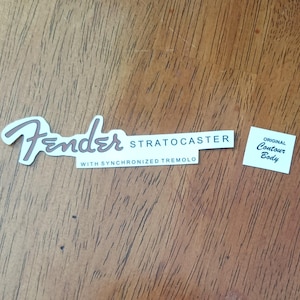 Fender STRATOCASTER
WITH SYNCHRONIZED TREMOLO
ORIGINAL
Contour
Body